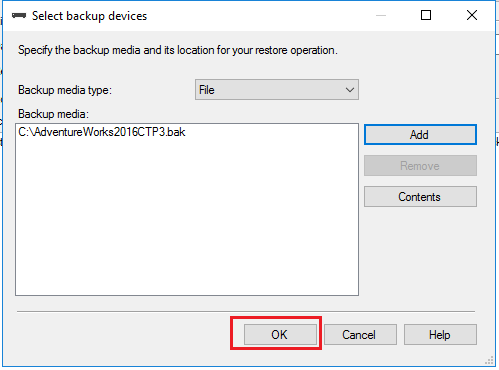 Select backup devices
Specify the backup media and its location for your restore operation.
Backup media type:
File
Backup media:
C:\AdventureWorks2016CTP3.bak
Add
Remove
Contents
OK
Cancel
Help